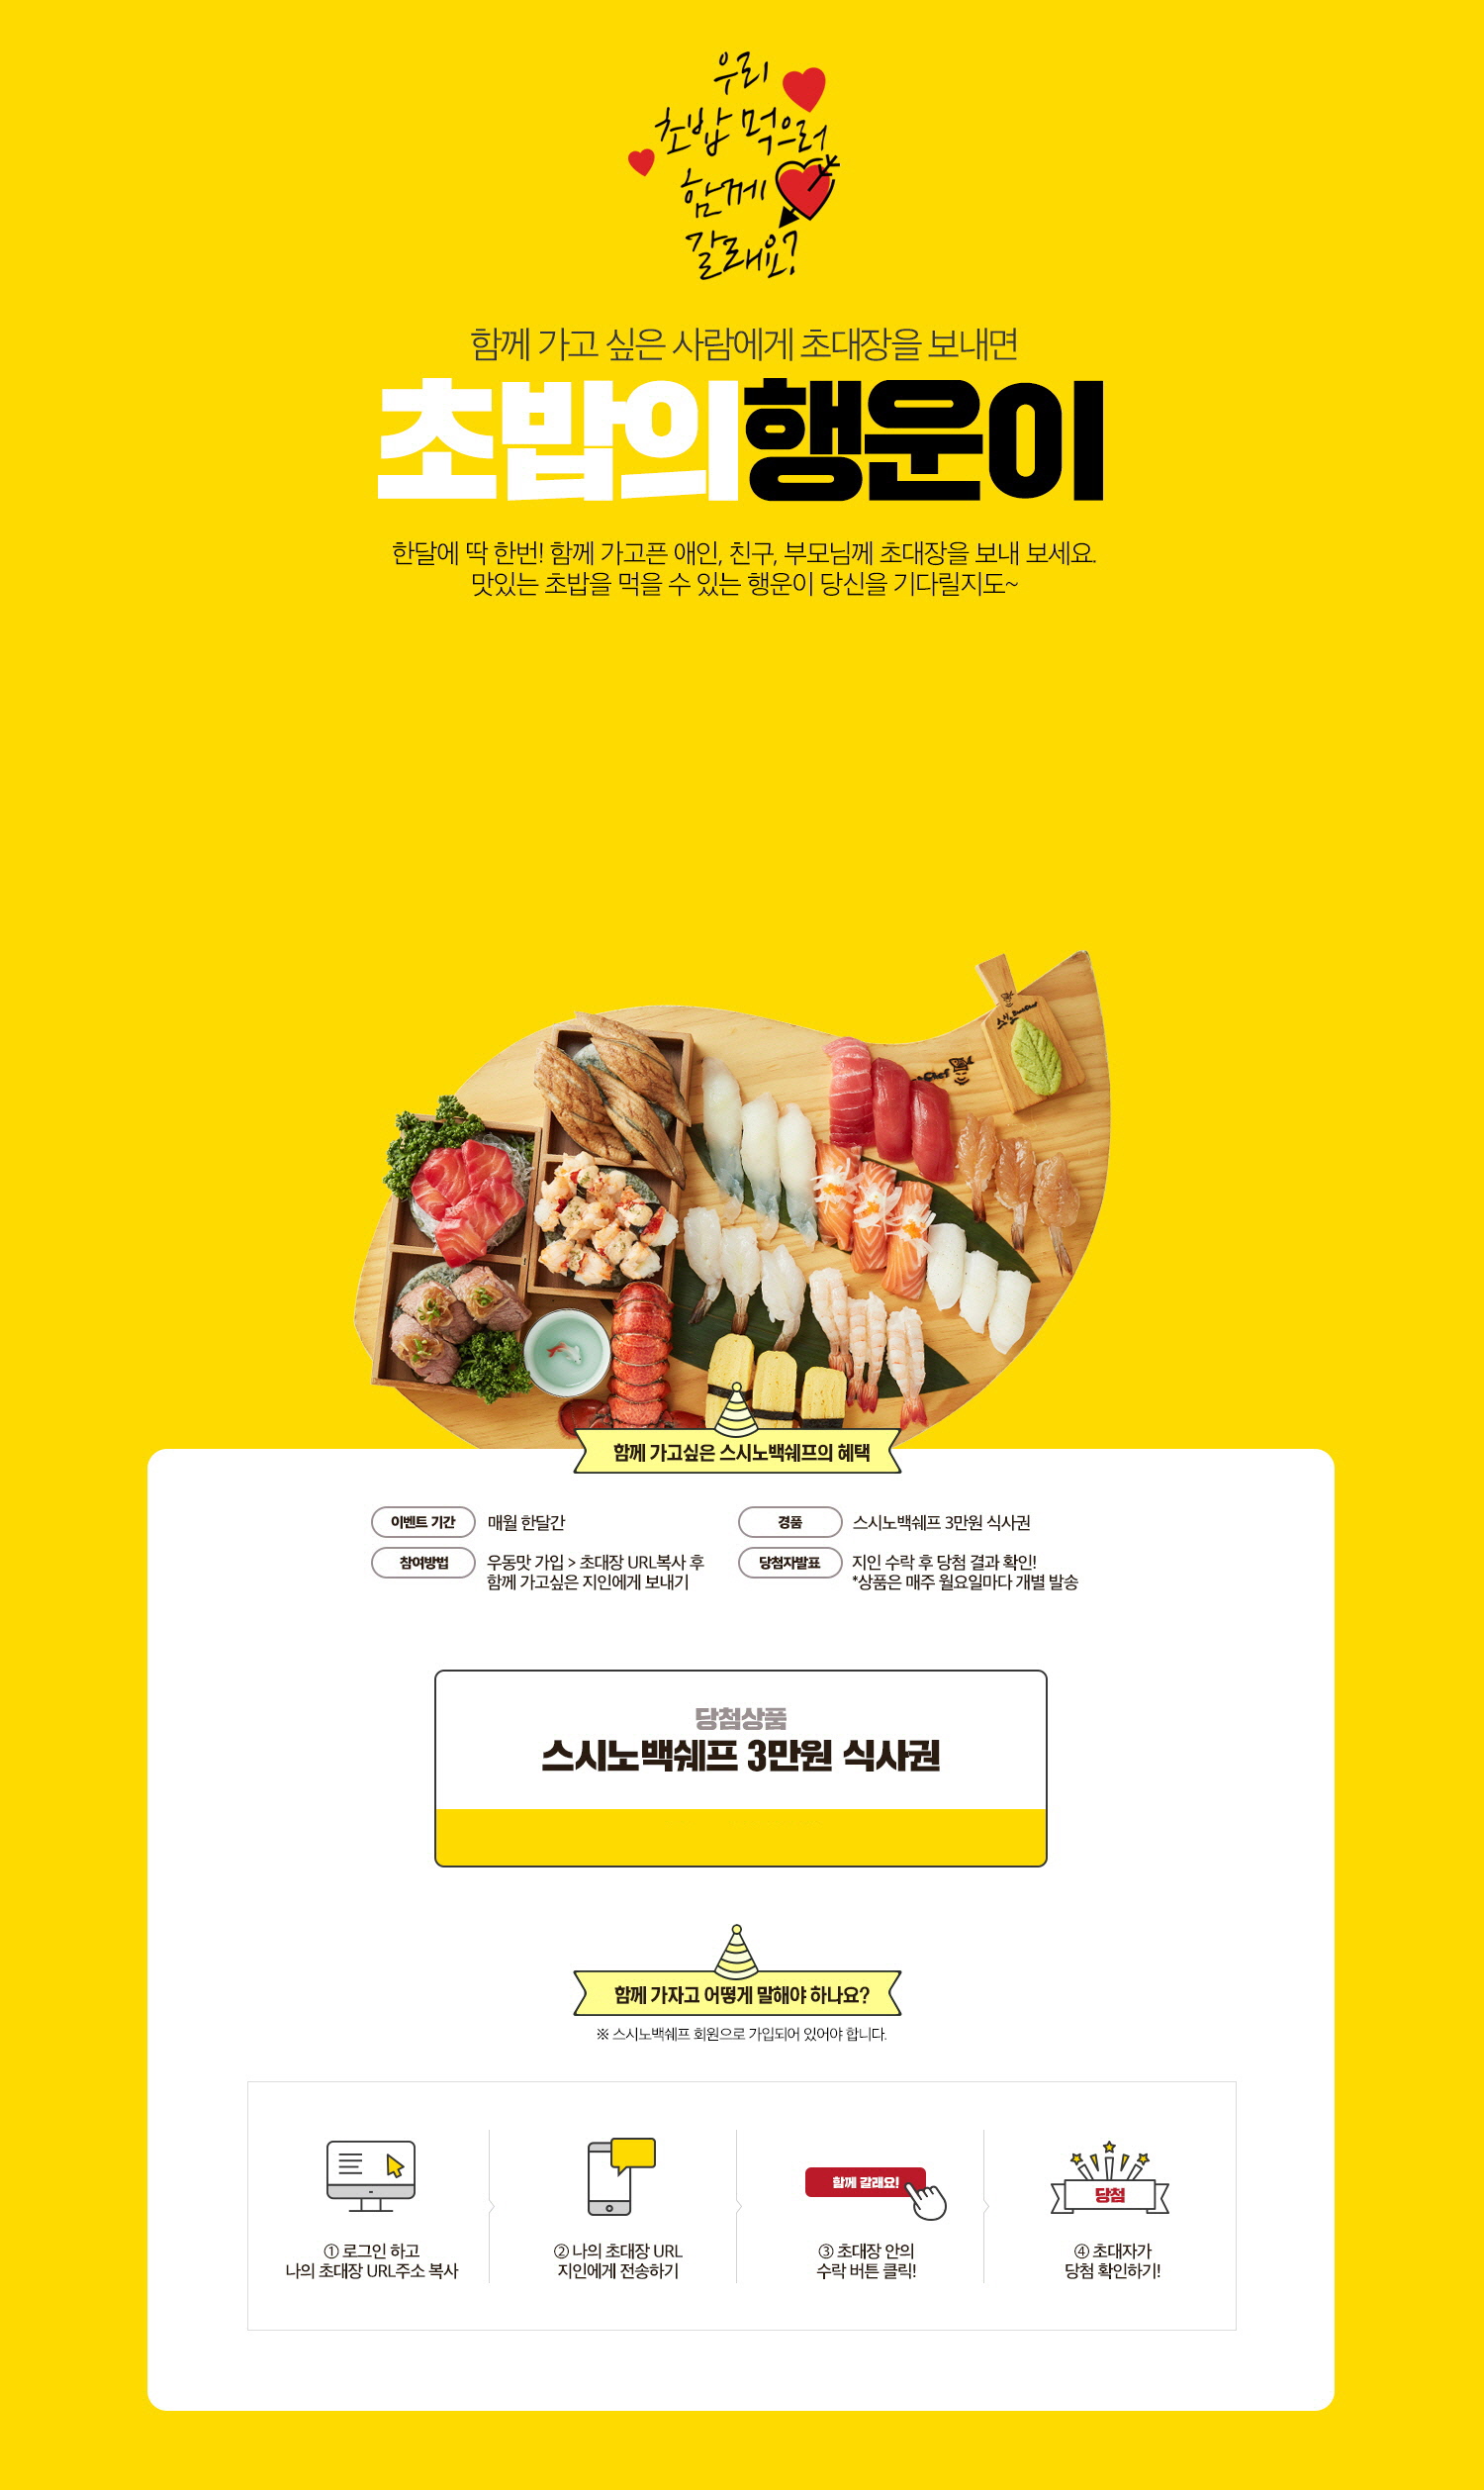 우리
초밥 먹으러
함께
갈래요?
함께 가고 싶은 사람에게 초대장을 보내면
초밥의행운이
한달에 딱 한번! 함께 가고픈 애인, 친구, 부모님께 초대장을 보내 보세요.
맛있는 초밥을 먹을 수 있는 행운이 당신을 기다릴지도~
함께 가고싶은 스시노백쉐프의 혜택
이벤트 기간 매월 한달간
경품 스시노백쉐프 3만원 식사권
참여방법 우동맛 가입 > 초대장 URL복사 후
함께 가고싶은 지인에게 보내기
당첨자발표 지인 수락 후 당첨 결과 확인!
*상품은 매주 월요일마다 개별 발송
당첨상품
스시노백쉐프 3만원 식사권
함께 가자고 어떻게 말해야 하나요?
※ 스시노백쉐프 회원으로 가입되어 있어야 합니다.
① 로그인 하고
나의 초대장 URL주소 복사
② 나의 초대장 URL
지인에게 전송하기
함께 갈래요!
③ 초대장 안의
수락 버튼 클릭!
당첨
④ 초대자가
당첨 확인하기!